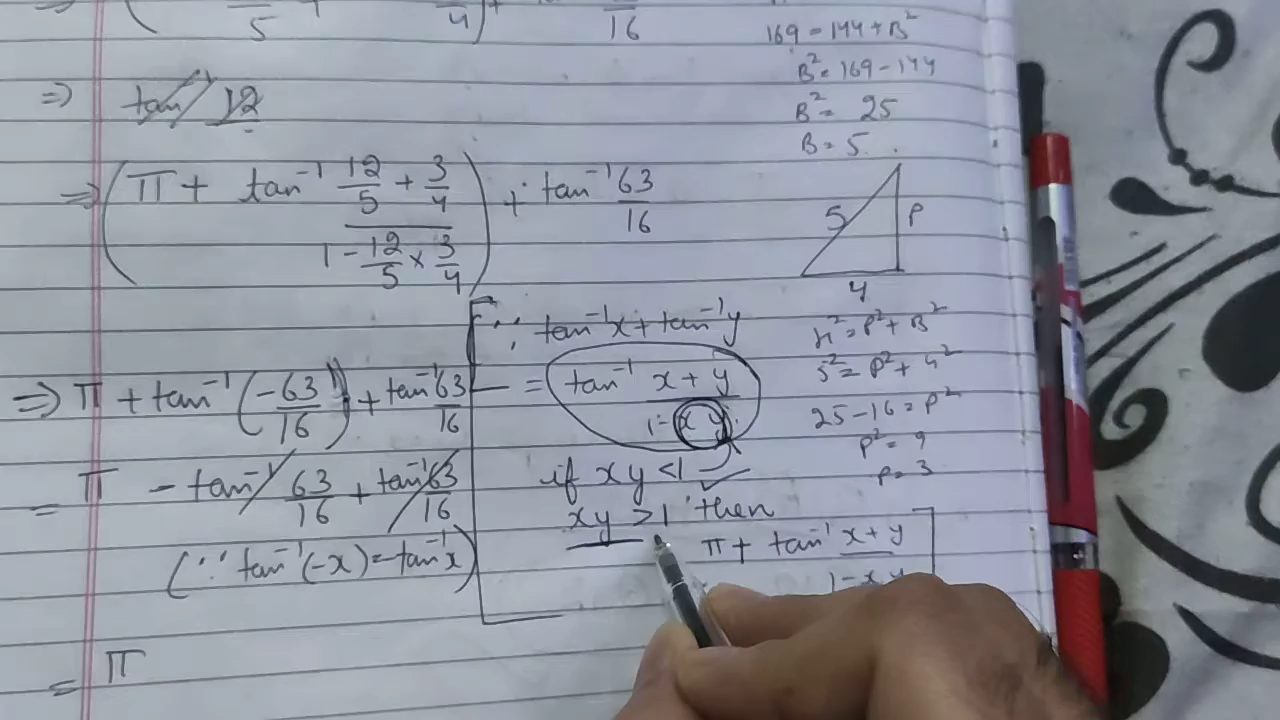 5 4 16
⇒ tan⁻¹ 12
⇒ (π + tan⁻¹ 12/5 + 3/4 / 1 - 12/5 × 3/4) + tan⁻¹ 63/16
⇒ π + tan⁻¹(-63/16) + tan⁻¹ 63/16
= π - tan⁻¹ 63/16 + tan⁻¹ 63/16
(∵ tan⁻¹(-x) = tan⁻¹x)
= π
∵ tan⁻¹x + tan⁻¹y
= tan⁻¹ x + y / 1 - xy
if xy < 1
xy > 1 then
π + tan⁻¹ x + y / 1 - xy
169 = 144 + B²
B² = 169 - 144
B² = 25
B = 5
5 P
4
H² = P² + B²
5² = P² + 4²
25 - 16 = P²
P² = 9
P = 3